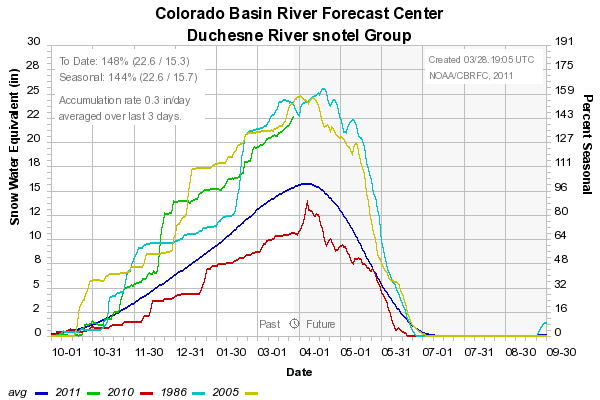 Colorado Basin River Forecast Center
Duchesne River snotel Group
To Date: 148% (22.6 / 15.3)
Seasonal: 144% (22.6 / 15.7)
Accumulation rate 0.3 in/day
averaged over last 3 days.
Created 03/28.19:05 UTC
NOAA/CBRFC, 2011
Snow Water Equivalent (in)
30
28
25
22
20
18
15
12
10
8
5
2
0
Percent Seasonal
191
175
159
143
127
111
96
80
64
48
32
16
0
Past Future
10-01 10-31 11-30 12-31 01-30 03-01 04-01 05-01 05-31 07-01 07-31 08-30 09-30
Date
avg 2011 2010 1986 2005